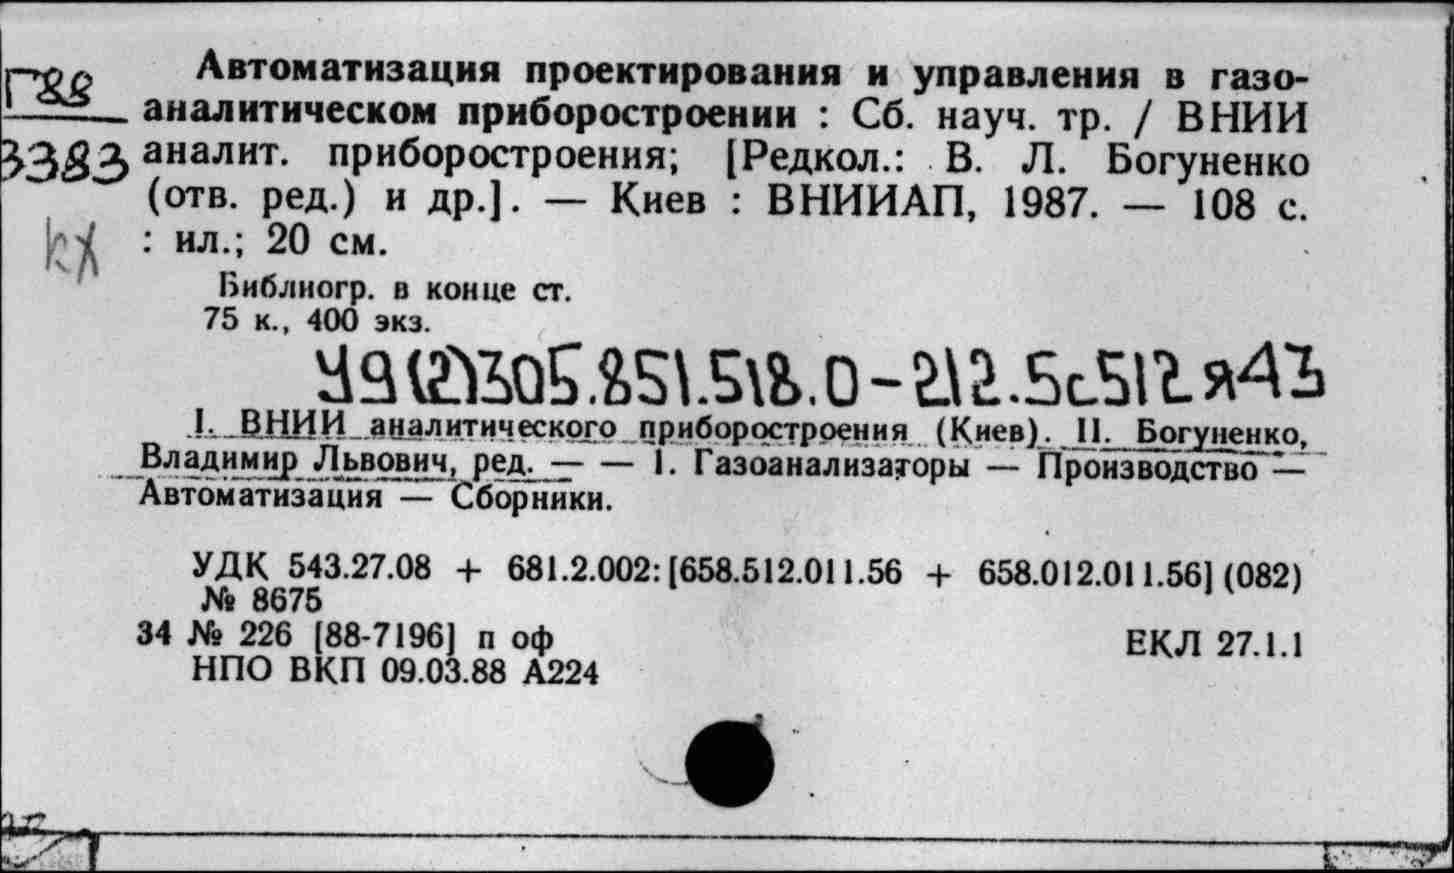 Г88
3383
кх
Автоматизация проектирования и управления в газо-
аналитическом приборостроении : Сб. науч. тр. / ВНИИ
аналит. приборостроения; [Редкол.: В. Л. Богуненко
(отв. ред.) и др.]. — Киев : ВНИИАП, 1987. — 108 с.
: ил.; 20 см.
Библиогр. в конце ст.
75 к., 400 экз.
У9(2)305.851.518.0-212.5с512я43
I. ВНИИ аналитического приборостроения (Киев). II. Богуненко,
Владимир Львович, ред. — — 1. Газоанализаторы — Производство —
Автоматизация — Сборники.
УДК 543.27.08 + 681.2.002:[658.512.011.56 + 658.012.011.56](082)
№ 8675
34 № 226 [88-7196] п оф
ЕКЛ 27.1.1
НПО ВКП 09.03.88 А224